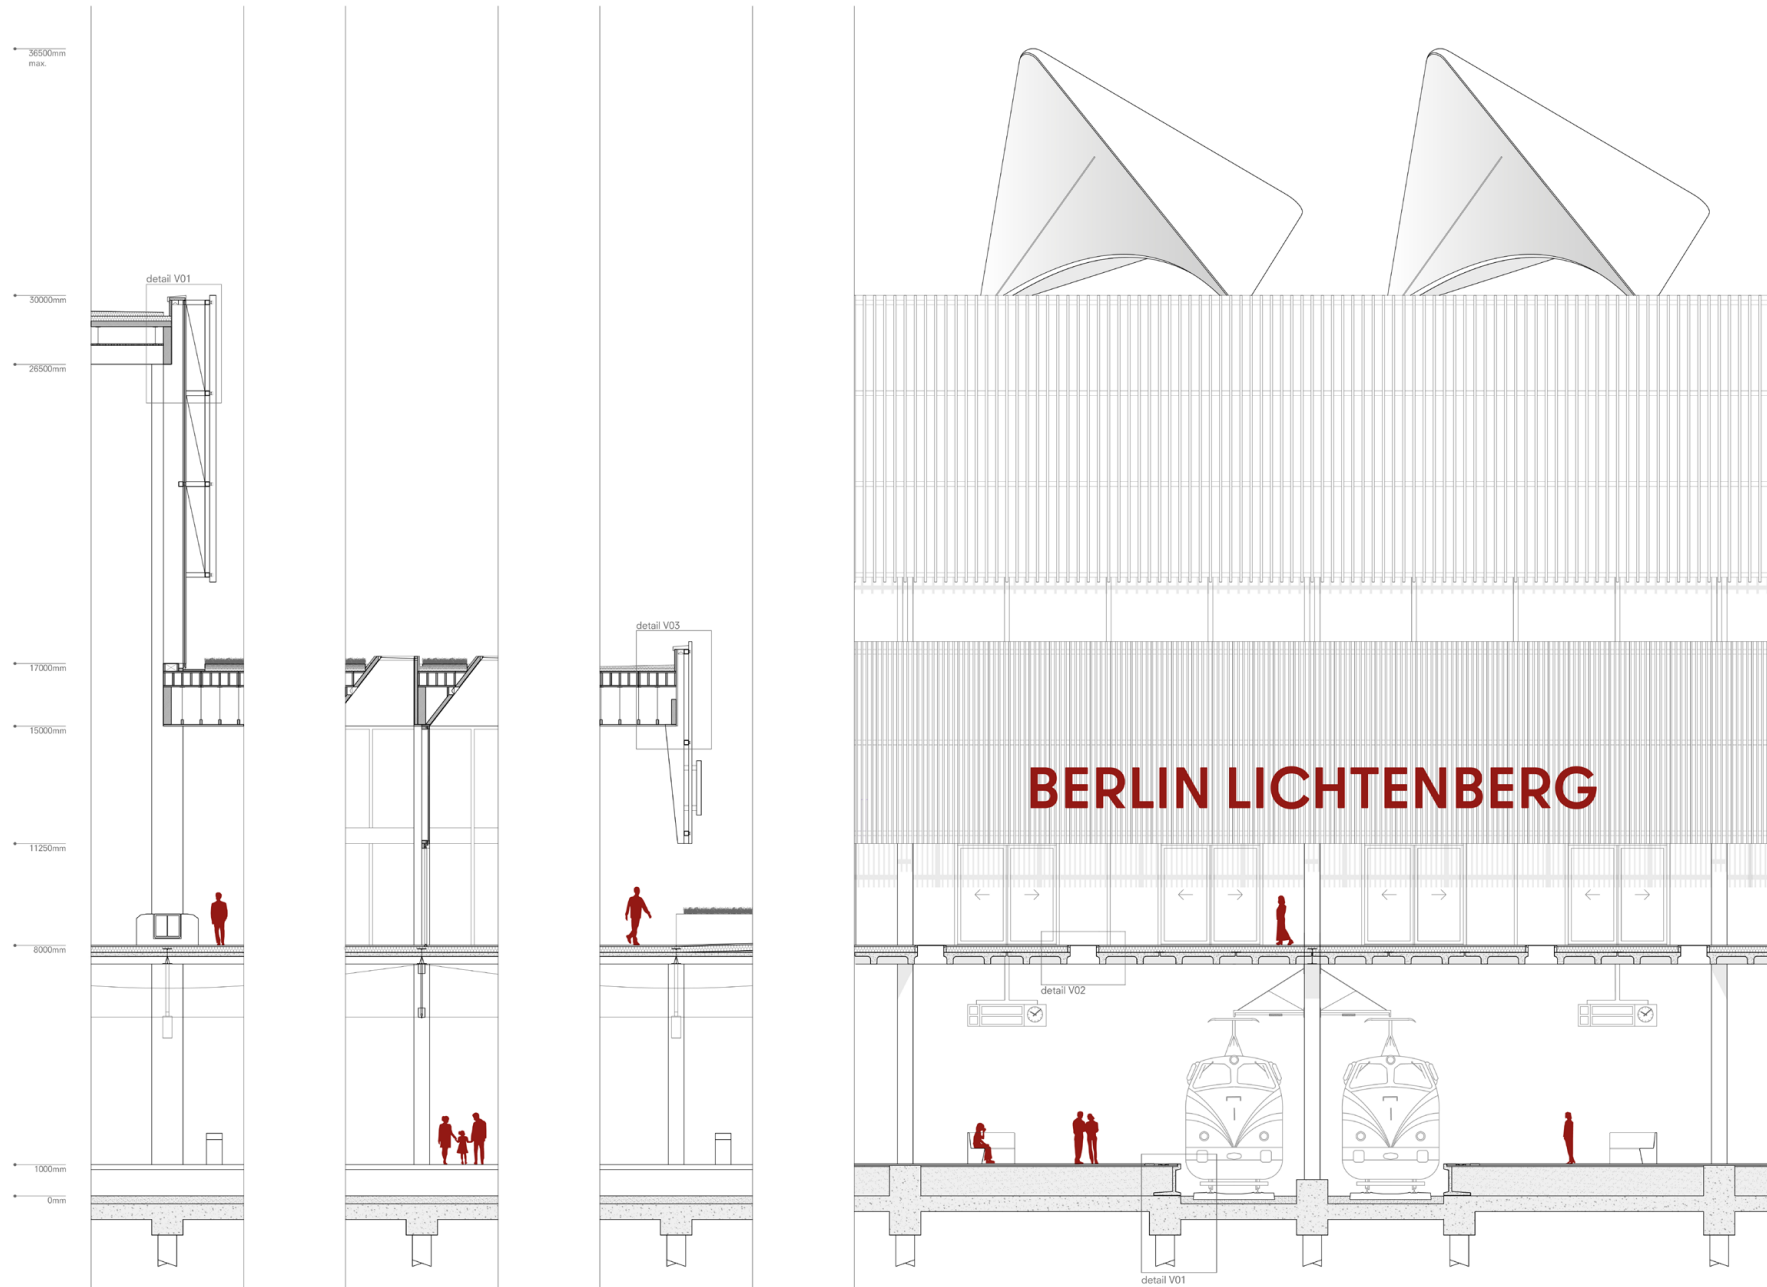 36500mm
max.
detail V01
30000mm
26500mm
detail V03
17000mm
15000mm
BERLIN LICHTENBERG
11250mm
8000mm
detail V02
1000mm
0mm
detail V01